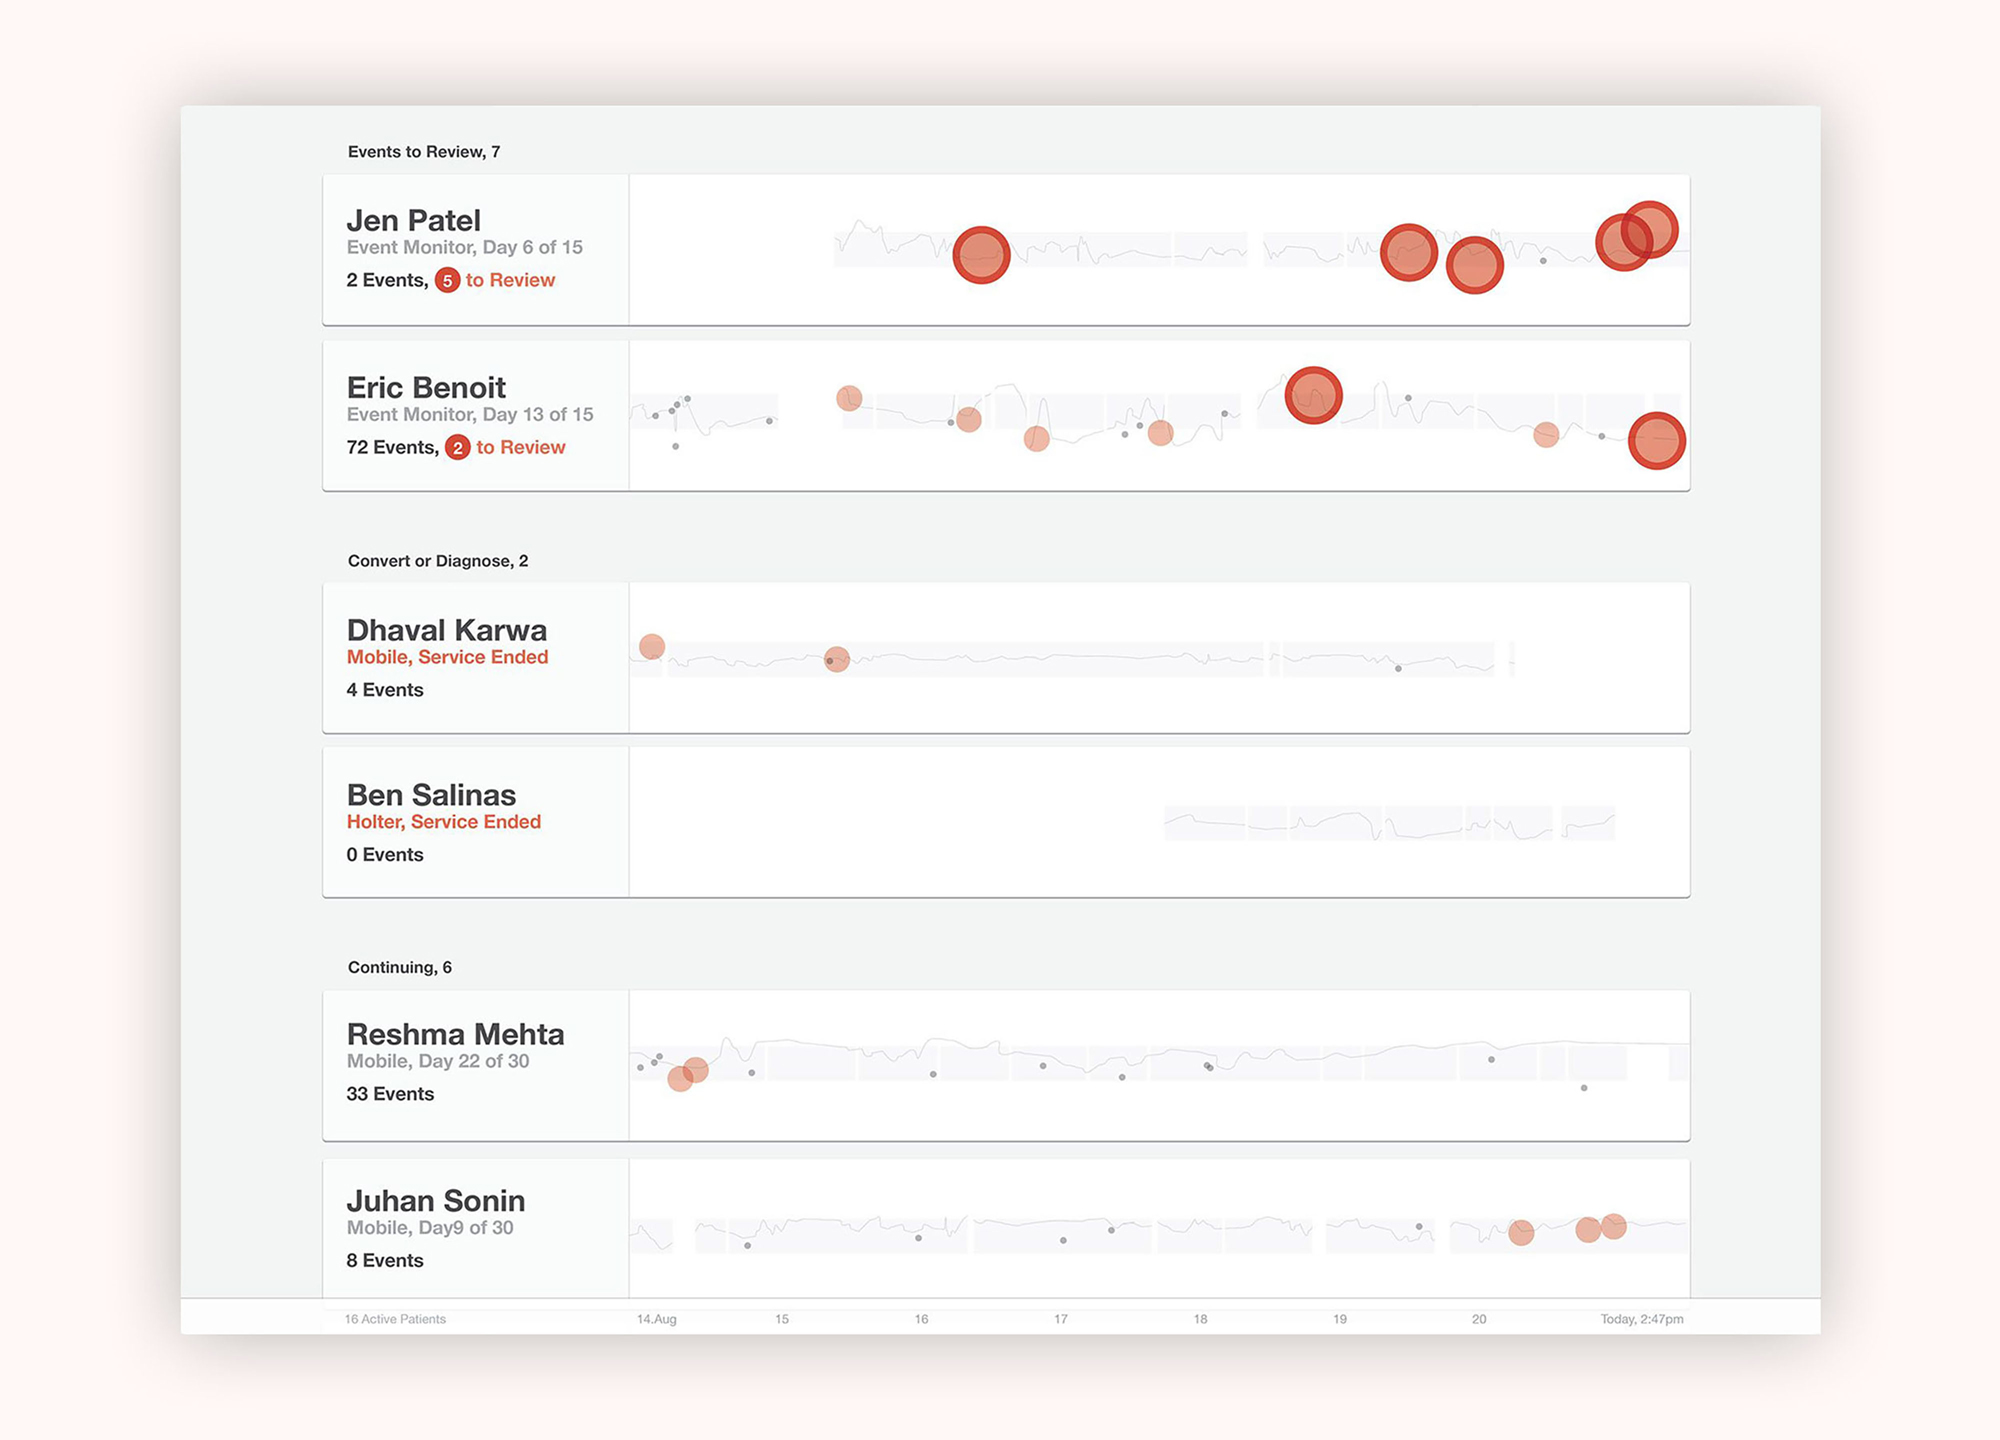 Events to Review, 7
Jen Patel
Event Monitor, Day 6 of 15
2 Events, 5 to Review
Eric Benoit
Event Monitor, Day 13 of 15
72 Events, 2 to Review
Convert or Diagnose, 2
Dhaval Karwa
Mobile, Service Ended
4 Events
Ben Salinas
Holter, Service Ended
0 Events
Continuing, 6
Reshma Mehta
Mobile, Day 22 of 30
33 Events
Juhan Sonin
Mobile, Day9 of 30
8 Events
16 Active Patients 14.Aug 15 16 17 18 19 20 Today, 2:47pm